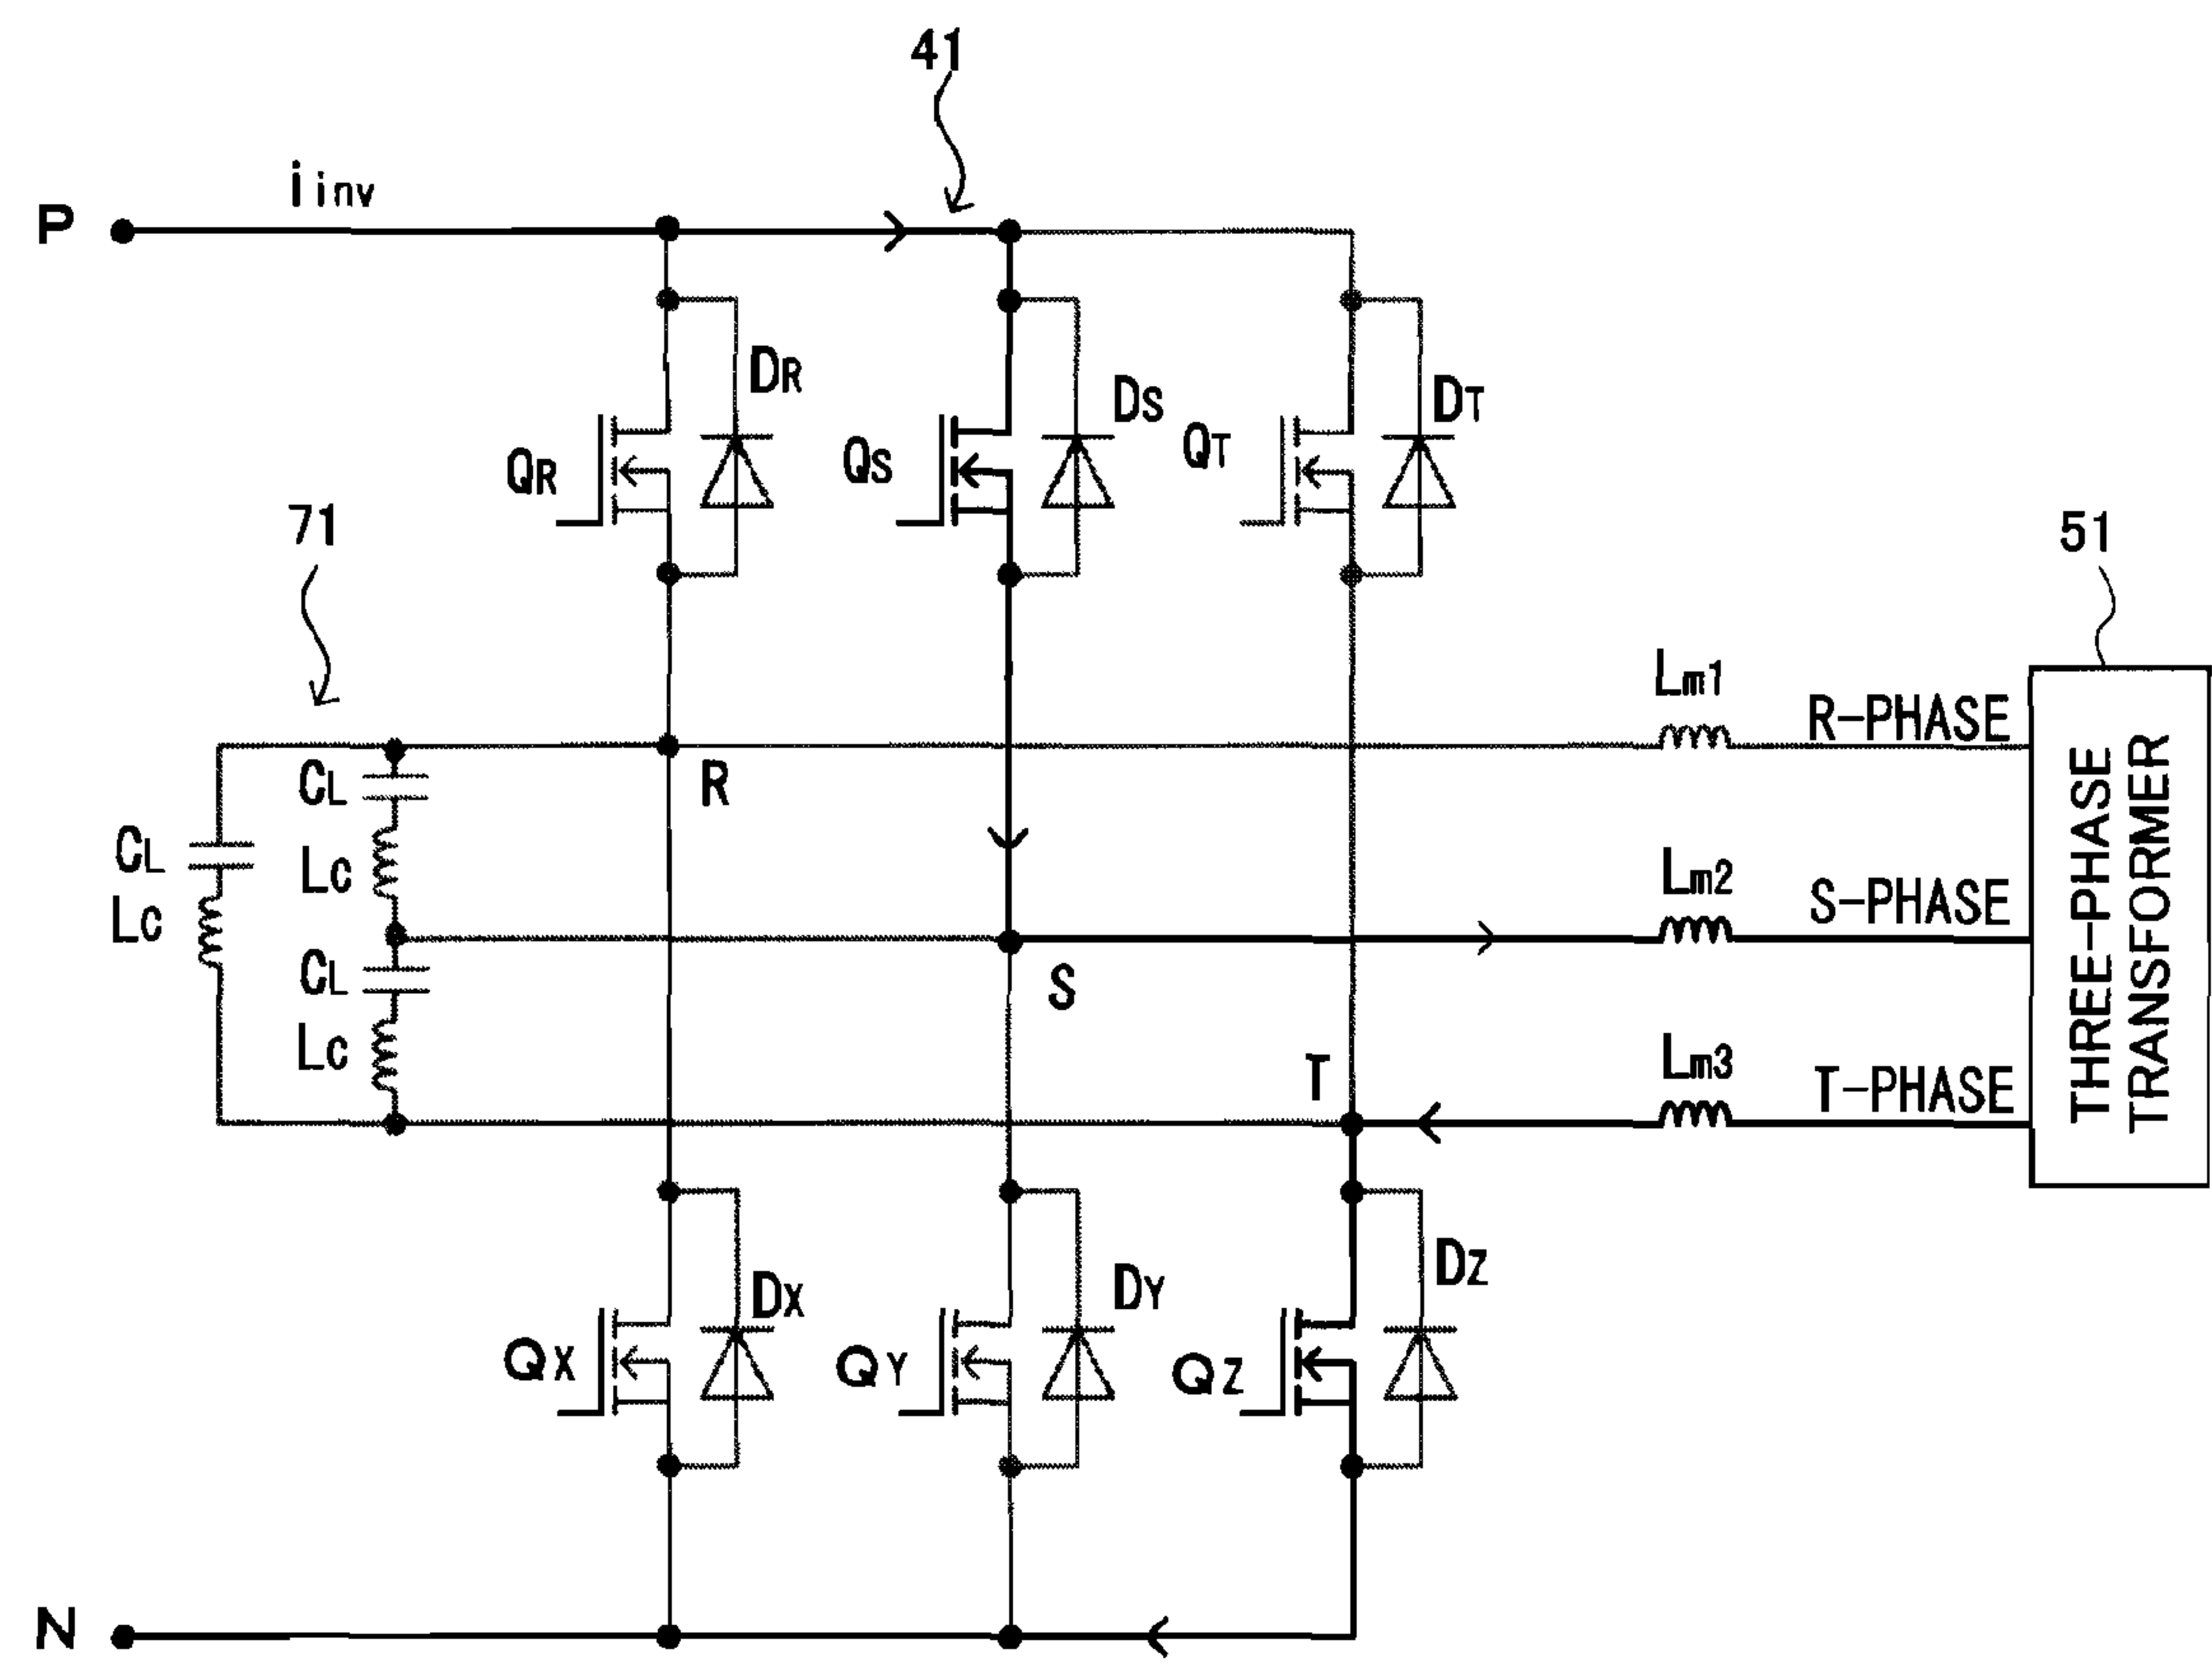 41
i inv
P
DR
DS
DT
QR
QS
QT
71
51
Lm1
R-PHASE
R
CL
CL
LC
LC
Lm2
S-PHASE
S
CL
LC
T
Lm3
T-PHASE
THREE-PHASE
TRANSFORMER
DX
DY
DZ
QX
QY
QZ
N